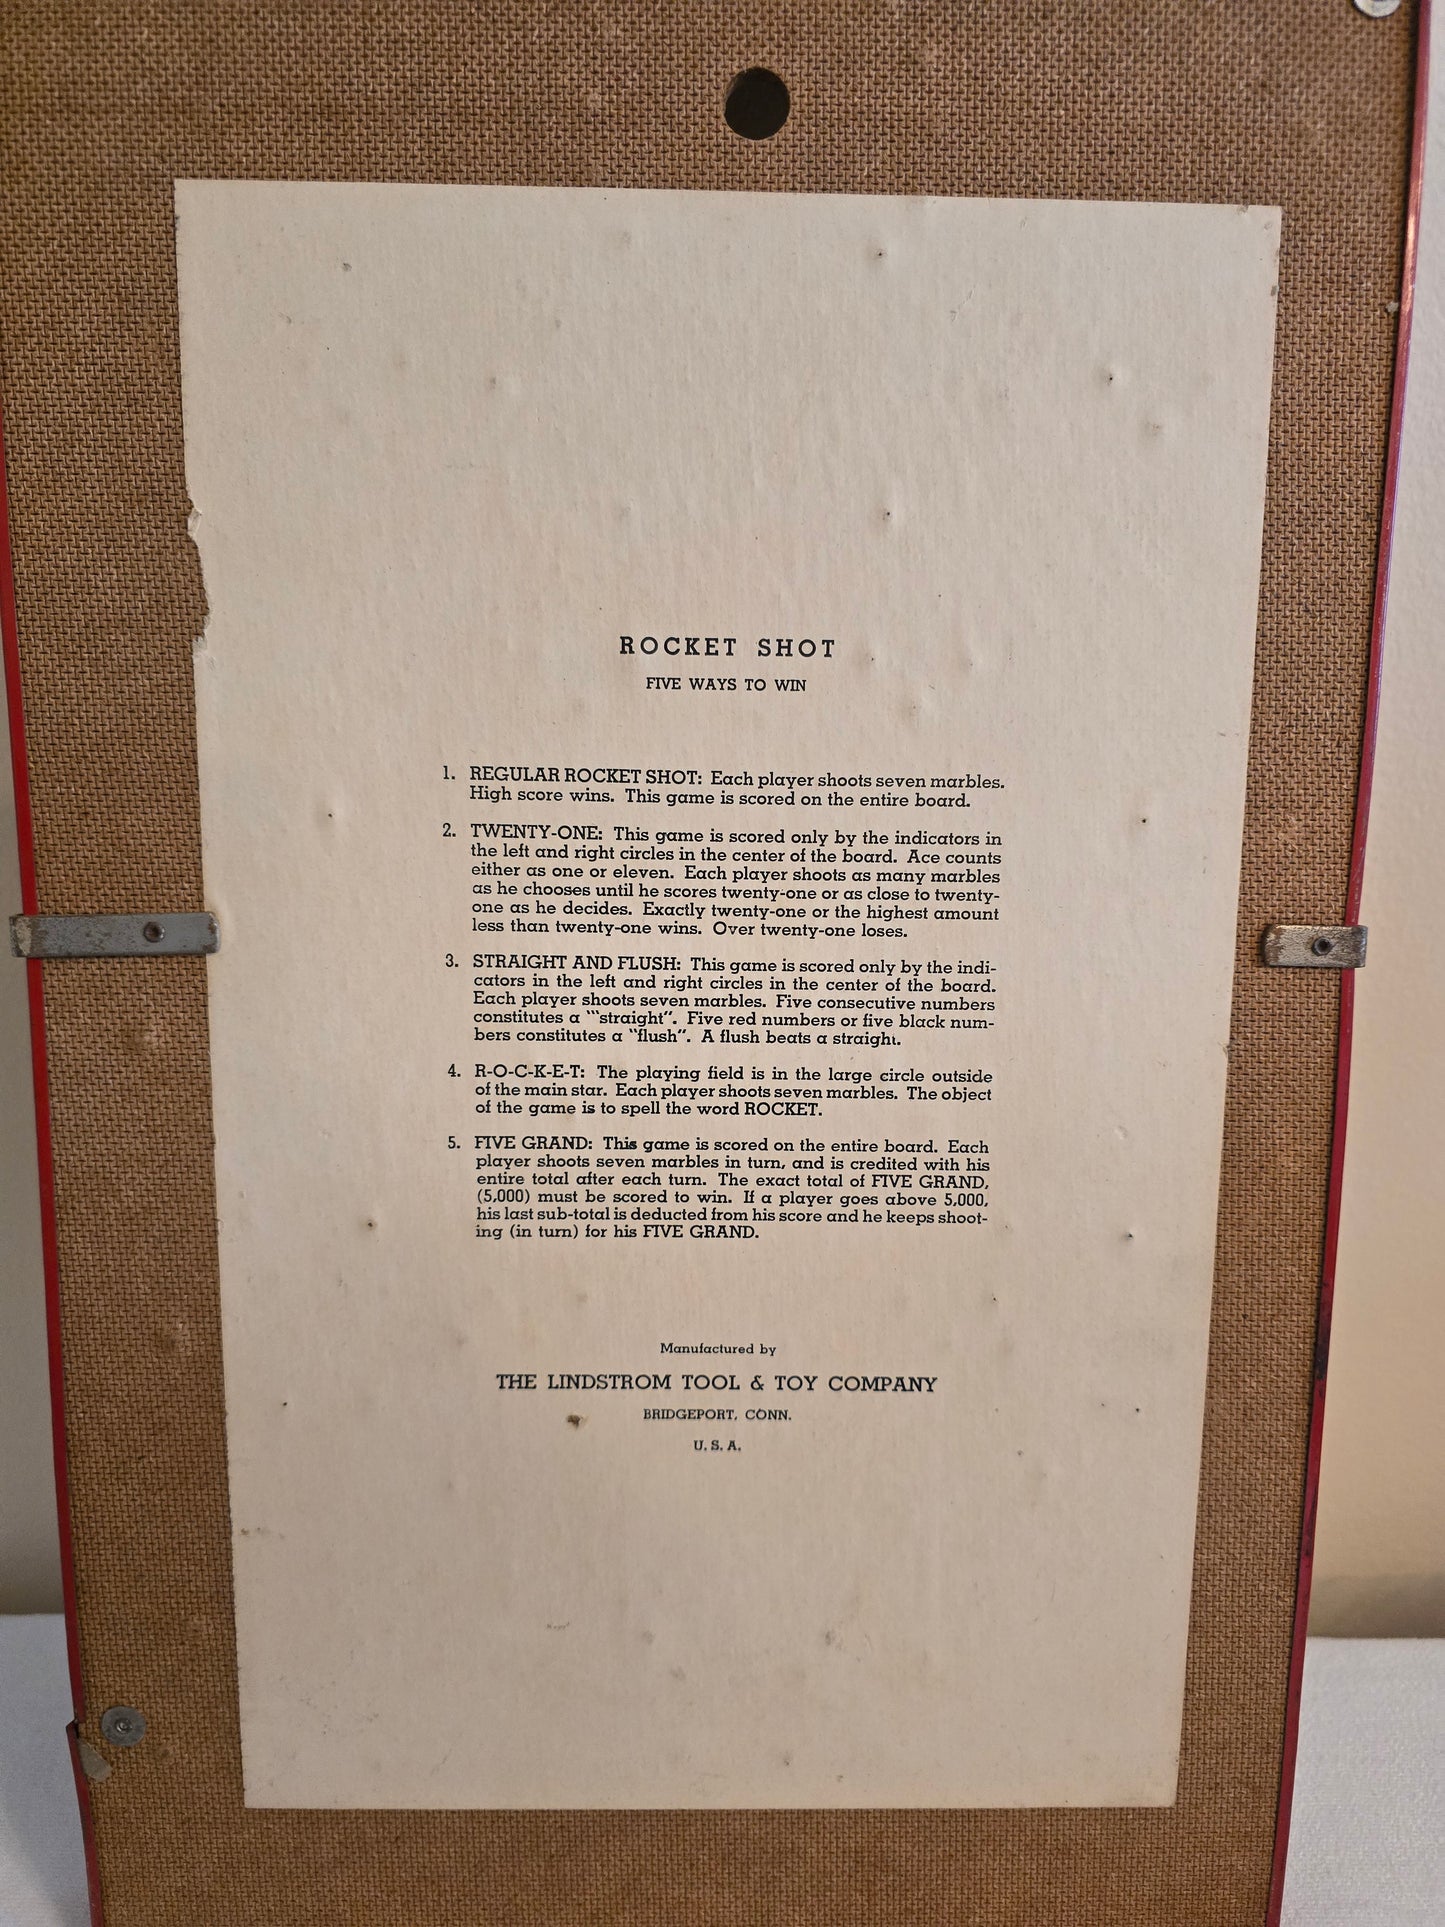 ROCKET SHOT
FIVE WAYS TO WIN
1. REGULAR ROCKET SHOT: Each player shoots seven marbles.
High score wins. This game is scored on the entire board.
2. TWENTY-ONE: This game is scored only by the indicators in
the left and right circles in the center of the board. Ace counts
either as one or eleven. Each player shoots as many marbles
as he chooses until he scores twenty-one or as close to twenty-
one as he decides. Exactly twenty-one or the highest amount
less than twenty-one wins. Over twenty-one loses.
3. STRAIGHT AND FLUSH: This game is scored only by the indi-
cators in the left and right circles in the center of the board.
Each player shoots seven marbles. Five consecutive numbers
constitutes a "'straight". Five red numbers or five black num-
bers constitutes a "flush". A flush beats a straight.
4. R-O-C-K-E-T: The playing field is in the large circle outside
of the main star. Each player shoots seven marbles. The object
of the game is to spell the word ROCKET.
5. FIVE GRAND: This game is scored on the entire board. Each
player shoots seven marbles in turn, and is credited with his
entire total after each turn. The exact total of FIVE GRAND,
(5,000) must be scored to win. If a player goes above 5,000,
his last sub-total is deducted from his score and he keeps shoot-
ing (in turn) for his FIVE GRAND.
Manufactured by
THE LINDSTROM TOOL & TOY COMPANY
BRIDGEPORT, CONN.
U. S. A.